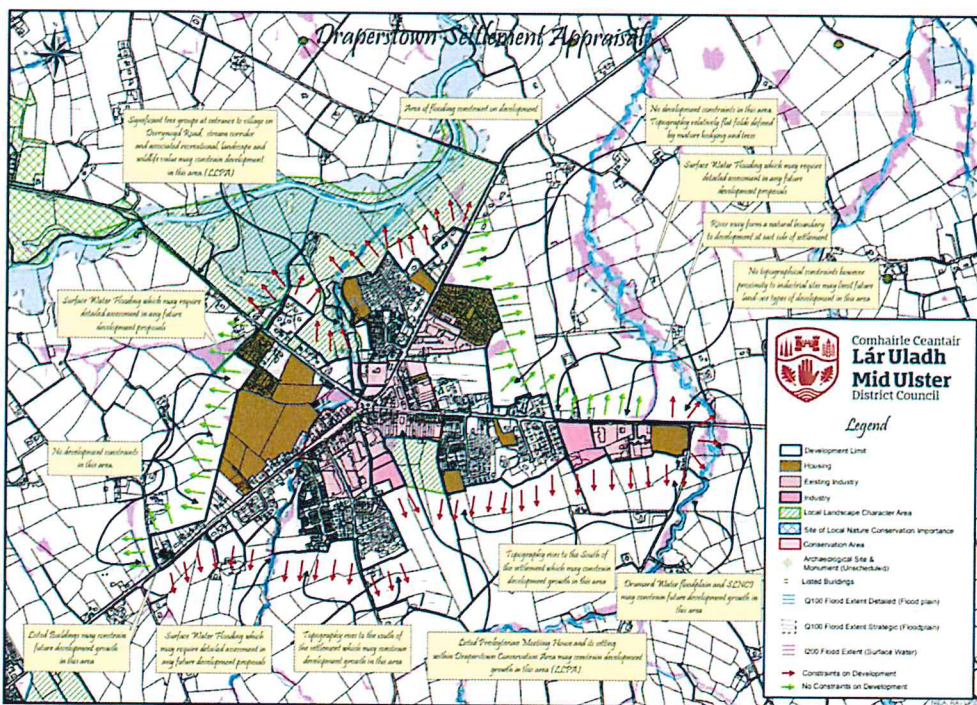 Draperstown Settlement Appraisal
Significant tree groups at entrance to village on
Derrynoyd Road, stream corridor
and associated recreational, landscape and
wildlife value may constrain development
in this area (LLPA)
Area of flooding constraint on development
No development constraints in this area.
Topography relatively flat fields defined
by mature hedging and trees
Surface Water Flooding which may require
detailed assessment in any future
development proposals
River may form a natural boundary
to development at east side of settlement
No topographical constraints however
proximity to industrial sites may limit future
land use types of development in this area
Surface Water Flooding which may require
detailed assessment in any future
development proposals
No development constraints
in this area
Topography rises to the South of
the settlement which may constrain
development growth in this area
Drumard Water floodplain and SLNCI
may constrain future development growth in
this area
Listed Buildings may constrain
future development growth
in this area
Surface Water Flooding which
may require detailed assessment in
any future development proposals
Topography rises to the south of
the settlement which may constrain
development growth in this area
Listed Presbyterian Meeting House and its setting
within Draperstown Conservation Area may constrain development
growth in this area (LLPA)
Comhairle Ceantair
Lár Uladh
Mid Ulster
District Council
Legend
Development Limit
Housing
Existing Industry
Industry
Local Landscape Character Area
Site of Local Nature Conservation Importance
Conservation Area
Archaeological Site &
Monument (Unscheduled)
Listed Buildings
Q100 Flood Extent Detailed (Flood plain)
Q100 Flood Extent Strategic (Floodplain)
Q200 Flood Extent (Surface Water)
Constraints on Development
No Constraints on Development